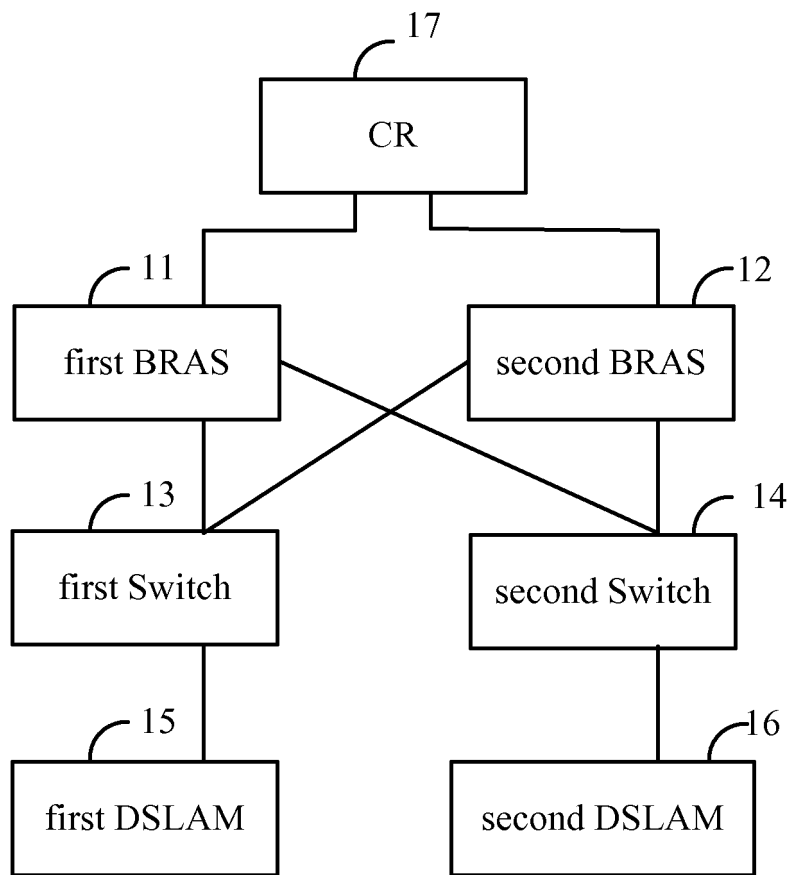 17
CR
11
12
first BRAS
second BRAS
13
14
first Switch
second Switch
15
16
first DSLAM
second DSLAM